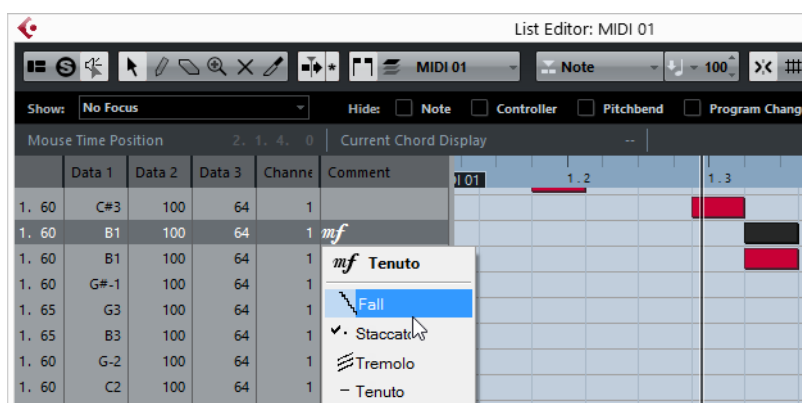 List Editor: MIDI 01
MIDI 01 Note 100
Show: No Focus Hide: Note Controller Pitchbend Program Chang
Mouse Time Position 2. 1. 4. 0 Current Chord Display --
Data 1 Data 2 Data 3 Channe Comment I 01 1.2 1.3
1. 60 C#3 100 64 1
1. 60 B1 100 64 1 mf
1. 60 B1 100 64 1 mf Tenuto
1. 60 G#-1 100 64 1
1. 65 G3 100 64 1 Fall
1. 65 B3 100 64 1 Staccato
1. 60 G-2 100 64 1 Tremolo
1. 60 C2 100 64 1 Tenuto